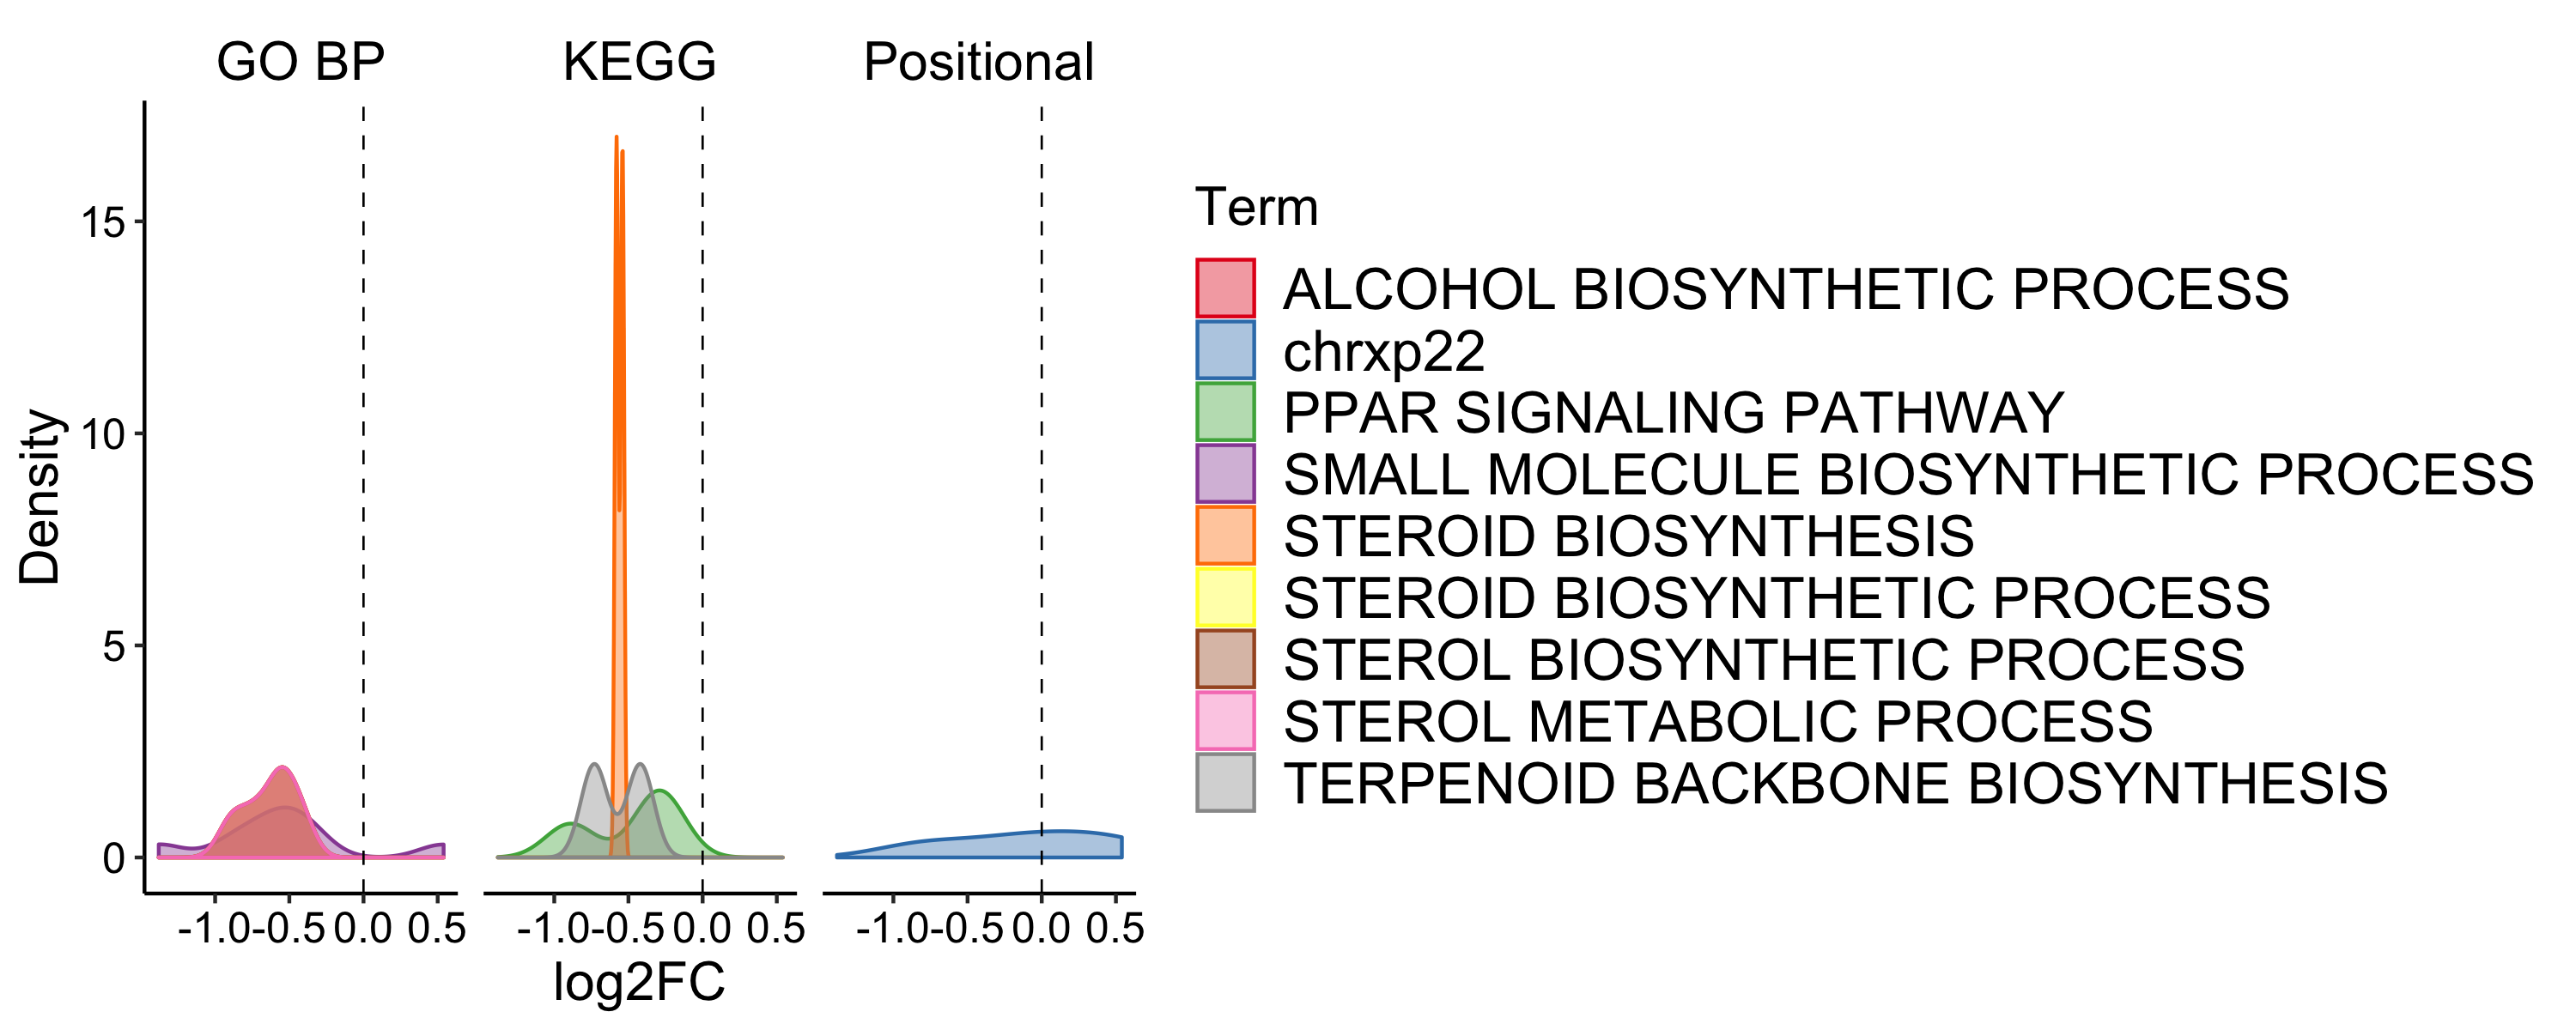 GO BP
KEGG
Positional
Density
15
10
5
0
-1.0 -0.5 0.0 0.5
-1.0 -0.5 0.0 0.5
-1.0 -0.5 0.0 0.5
log2FC
Term
ALCOHOL BIOSYNTHETIC PROCESS
chrxp22
PPAR SIGNALING PATHWAY
SMALL MOLECULE BIOSYNTHETIC PROCESS
STEROID BIOSYNTHESIS
STEROID BIOSYNTHETIC PROCESS
STEROL BIOSYNTHETIC PROCESS
STEROL METABOLIC PROCESS
TERPENOID BACKBONE BIOSYNTHESIS